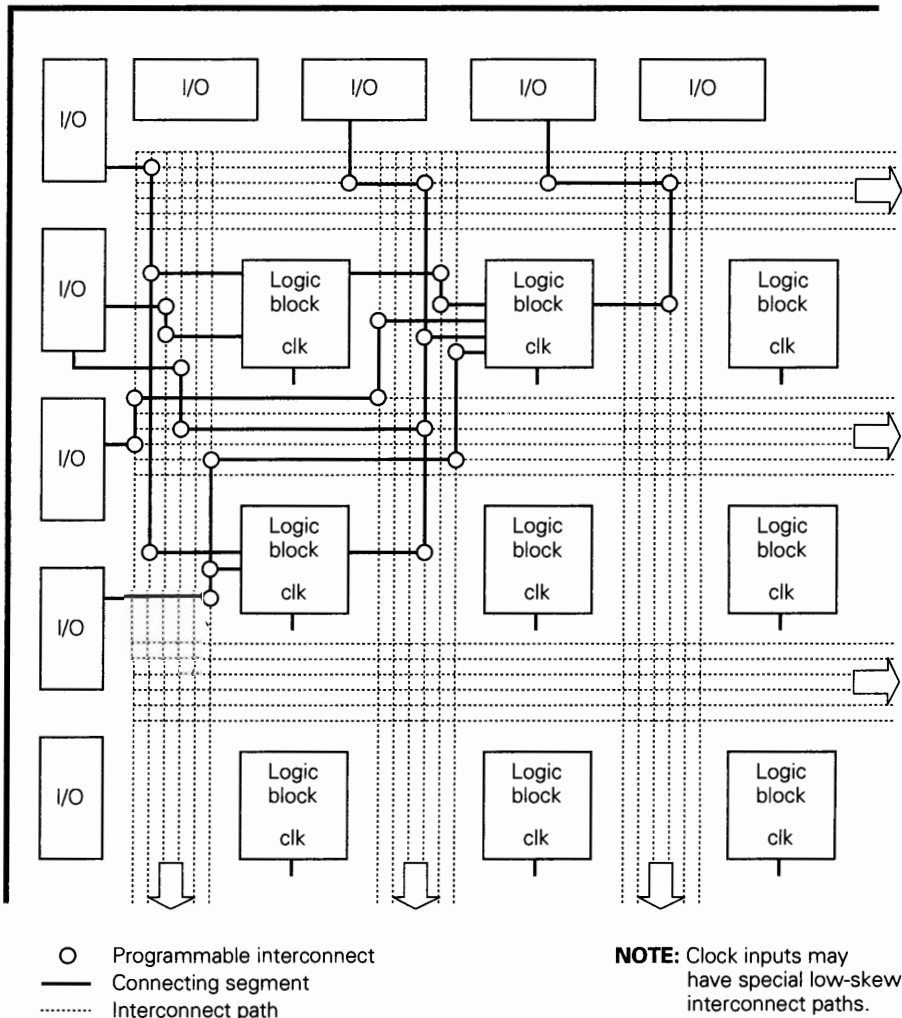 I/O
I/O
I/O
I/O
I/O
I/O
Logic
block
clk
Logic
block
clk
Logic
block
clk
I/O
Logic
block
clk
Logic
block
clk
Logic
block
clk
I/O
I/O
Logic
block
clk
Logic
block
clk
Logic
block
clk
Programmable interconnect
Connecting segment
Interconnect path
NOTE: Clock inputs may
have special low-skew
interconnect paths.